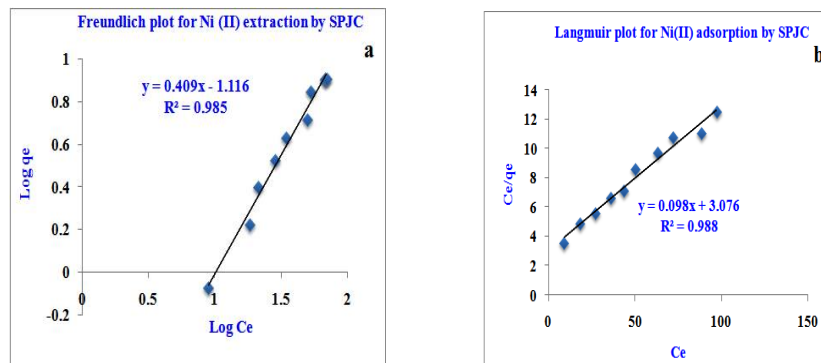 Freundlich plot for Ni (II) extraction by SPJC
a
y = 0.409x - 1.116
R² = 0.985
Log qe
1
0.8
0.6
0.4
0.2
0
-0.2
0
0.5
1
1.5
2
Log Ce
Langmuir plot for Ni(II) adsorption by SPJC
b
y = 0.098x + 3.076
R² = 0.988
Ce/qe
14
12
10
8
6
4
2
0
0
50
100
150
Ce